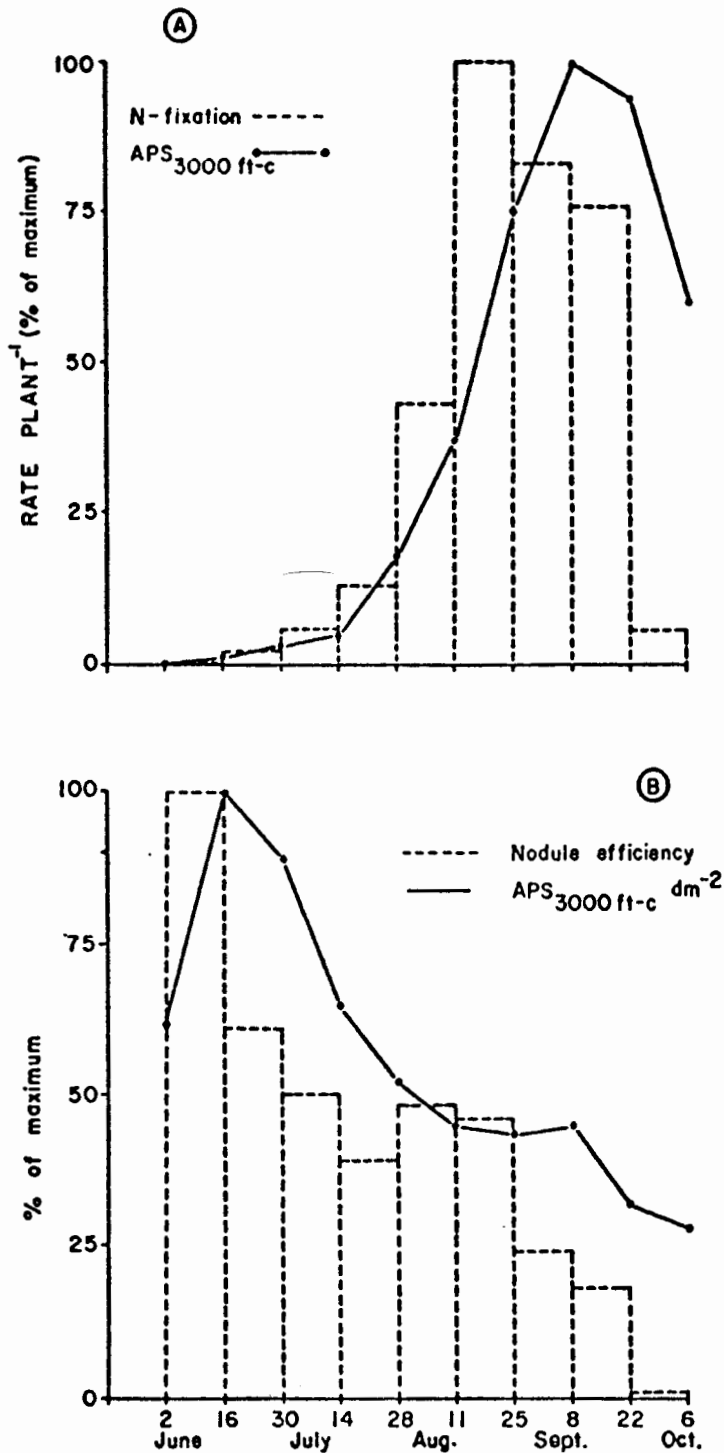 A
100
N-fixation
APS3000 ft-c
75
50
25
0
RATE PLANT-1 (% of maximum)
B
100
Nodule efficiency
APS3000 ft-c dm-2
75
50
25
0
% of maximum
2 16 30 14 28 11 25 8 22 6
June July Aug. Sept. Oct.